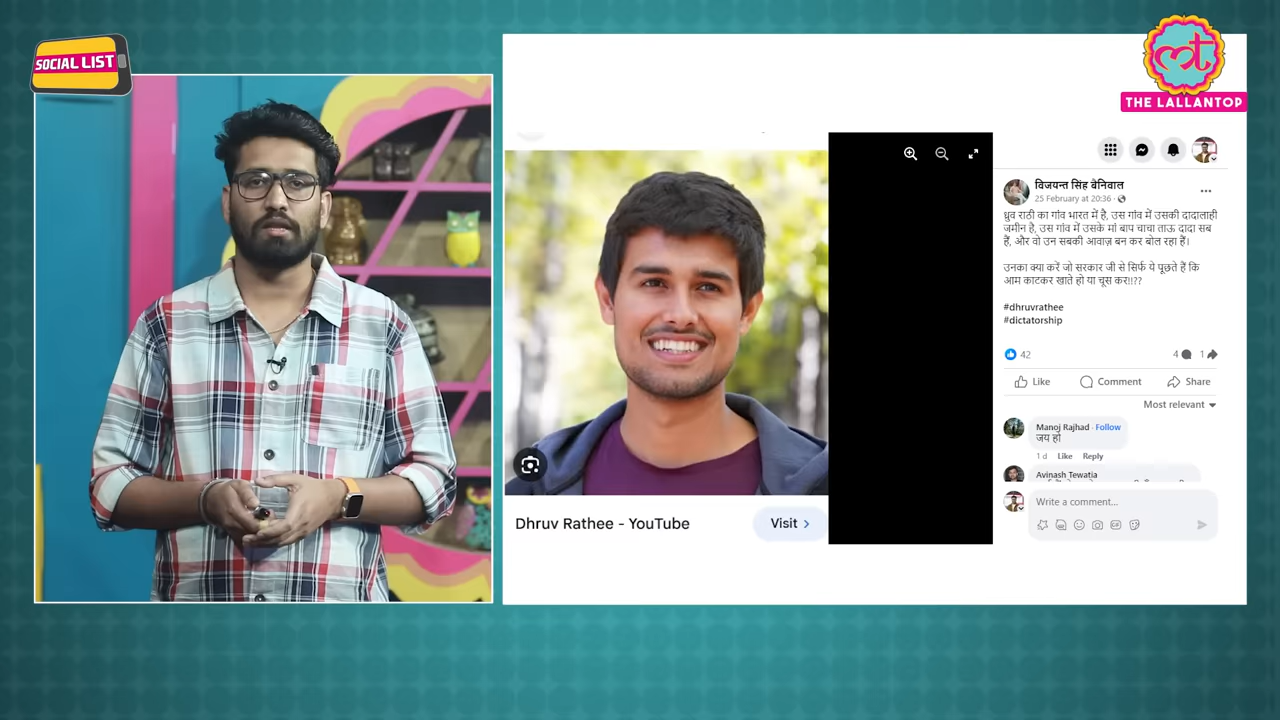 SOCIAL LIST
मt
THE LALLANTOP
विजयन्त सिंह बैनिवाल
25 February at 20:36
ध्रुव राठी का गांव भारत में है, उस गांव में उसकी दादालाही
जमीन है, उस गांव में उसके मां बाप चाचा ताऊ दादा सब
हैं, और वो उन सबकी आवाज़ बन कर बोल रहा हैं।
उनका क्या करें जो सरकार जी से सिर्फ ये पूछते हैं कि
आम काटकर खाते हो या चूस कर!!??
#dhruvrathee
#dictatorship
42
4
1
Like
Comment
Share
Most relevant
Manoj Rajhad · Follow
जय हो
1 d Like Reply
Avinash Tewatia
Write a comment...
GIF
Dhruv Rathee - YouTube
Visit >